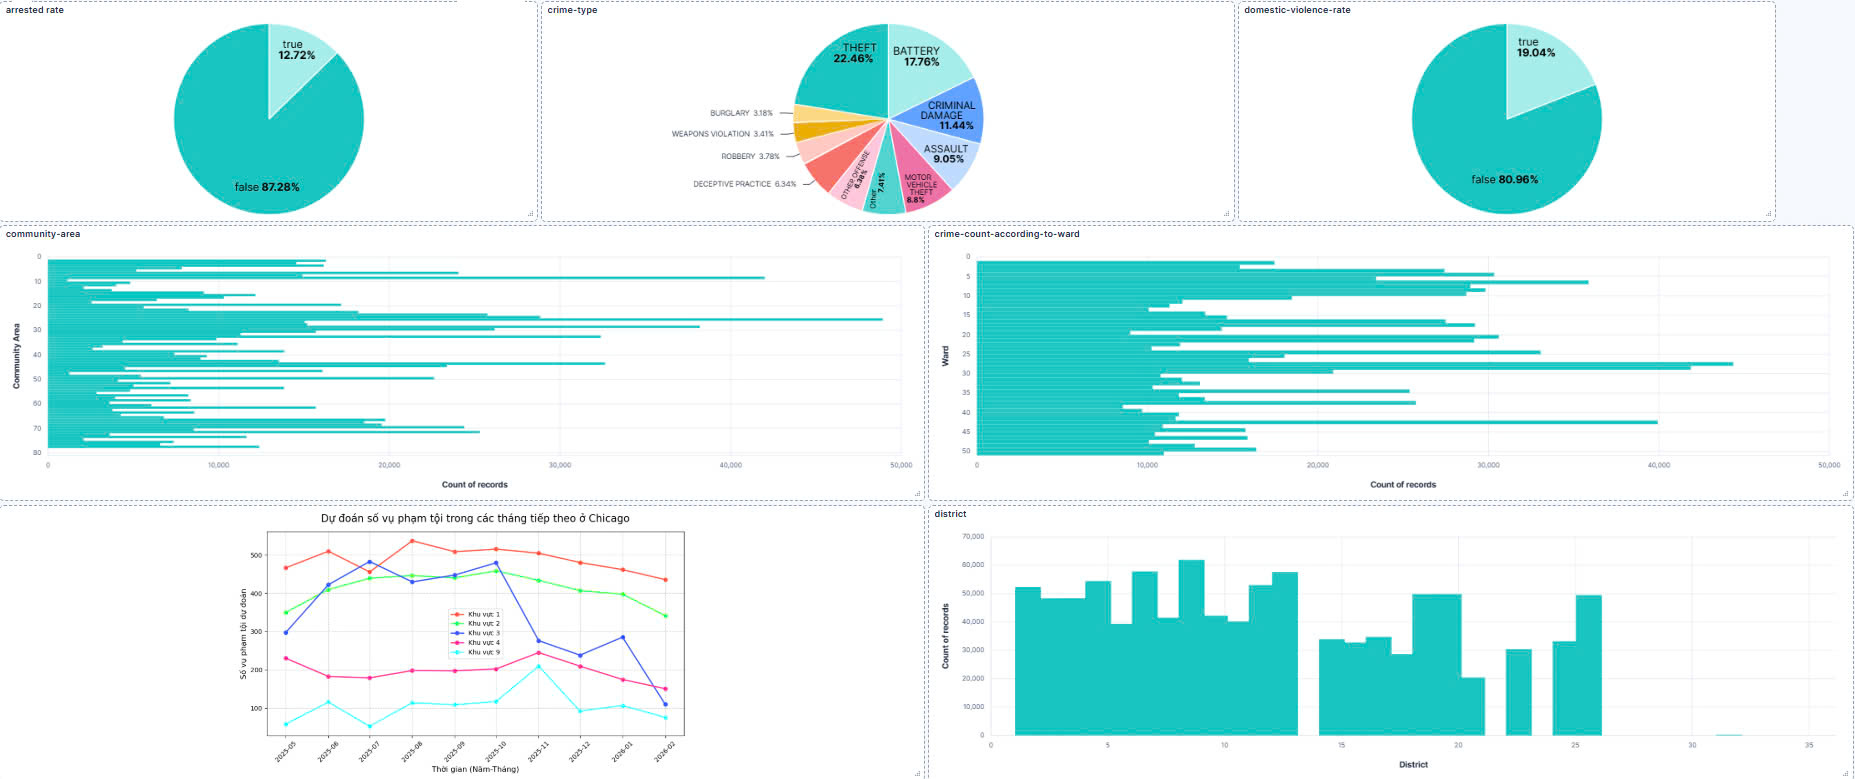 arrested rate
true
12.72%
false 87.28%
crime-type
THEFT
22.46%
BATTERY
17.76%
CRIMINAL
DAMAGE
11.44%
ASSAULT
9.05%
MOTOR
VEHICLE
THEFT
8.8%
Other
7.41%
OTHER OFFENSE
6.38%
DECEPTIVE PRACTICE 6.34%
ROBBERY 3.78%
WEAPONS VIOLATION 3.41%
BURGLARY 3.18%
domestic-violence-rate
true
19.04%
false 80.96%
community-area
Community Area
0
10
20
30
40
50
60
70
80
0 10,000 20,000 30,000 40,000 50,000
Count of records
crime-count-according-to-ward
Ward
0
5
10
15
20
25
30
35
40
45
50
0 10,000 20,000 30,000 40,000 50,000
Count of records
Dự đoán số vụ phạm tội trong các tháng tiếp theo ở Chicago
Số vụ phạm tội dự đoán
500
400
300
200
100
Khu vực 1
Khu vực 2
Khu vực 3
Khu vực 4
Khu vực 9
2025-05 2025-06 2025-07 2025-08 2025-09 2025-10 2025-11 2025-12 2026-01 2026-02
Thời gian (Năm-Tháng)
district
Count of records
70,000
60,000
50,000
40,000
30,000
20,000
10,000
0
0 5 10 15 20 25 30 35
District